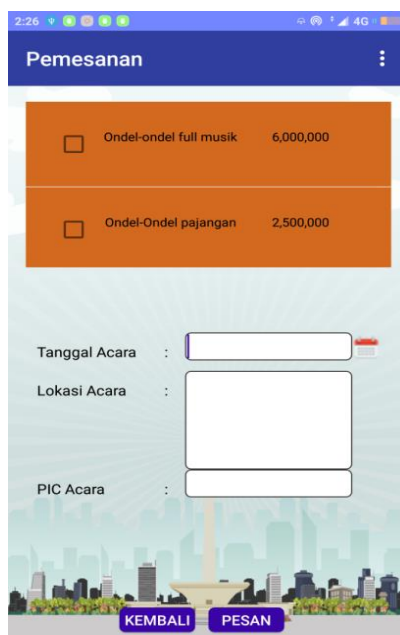 2:26 4G
Pemesanan
Ondel-ondel full musik 6,000,000
Ondel-Ondel pajangan 2,500,000
Tanggal Acara :
Lokasi Acara :
PIC Acara :
KEMBALI PESAN